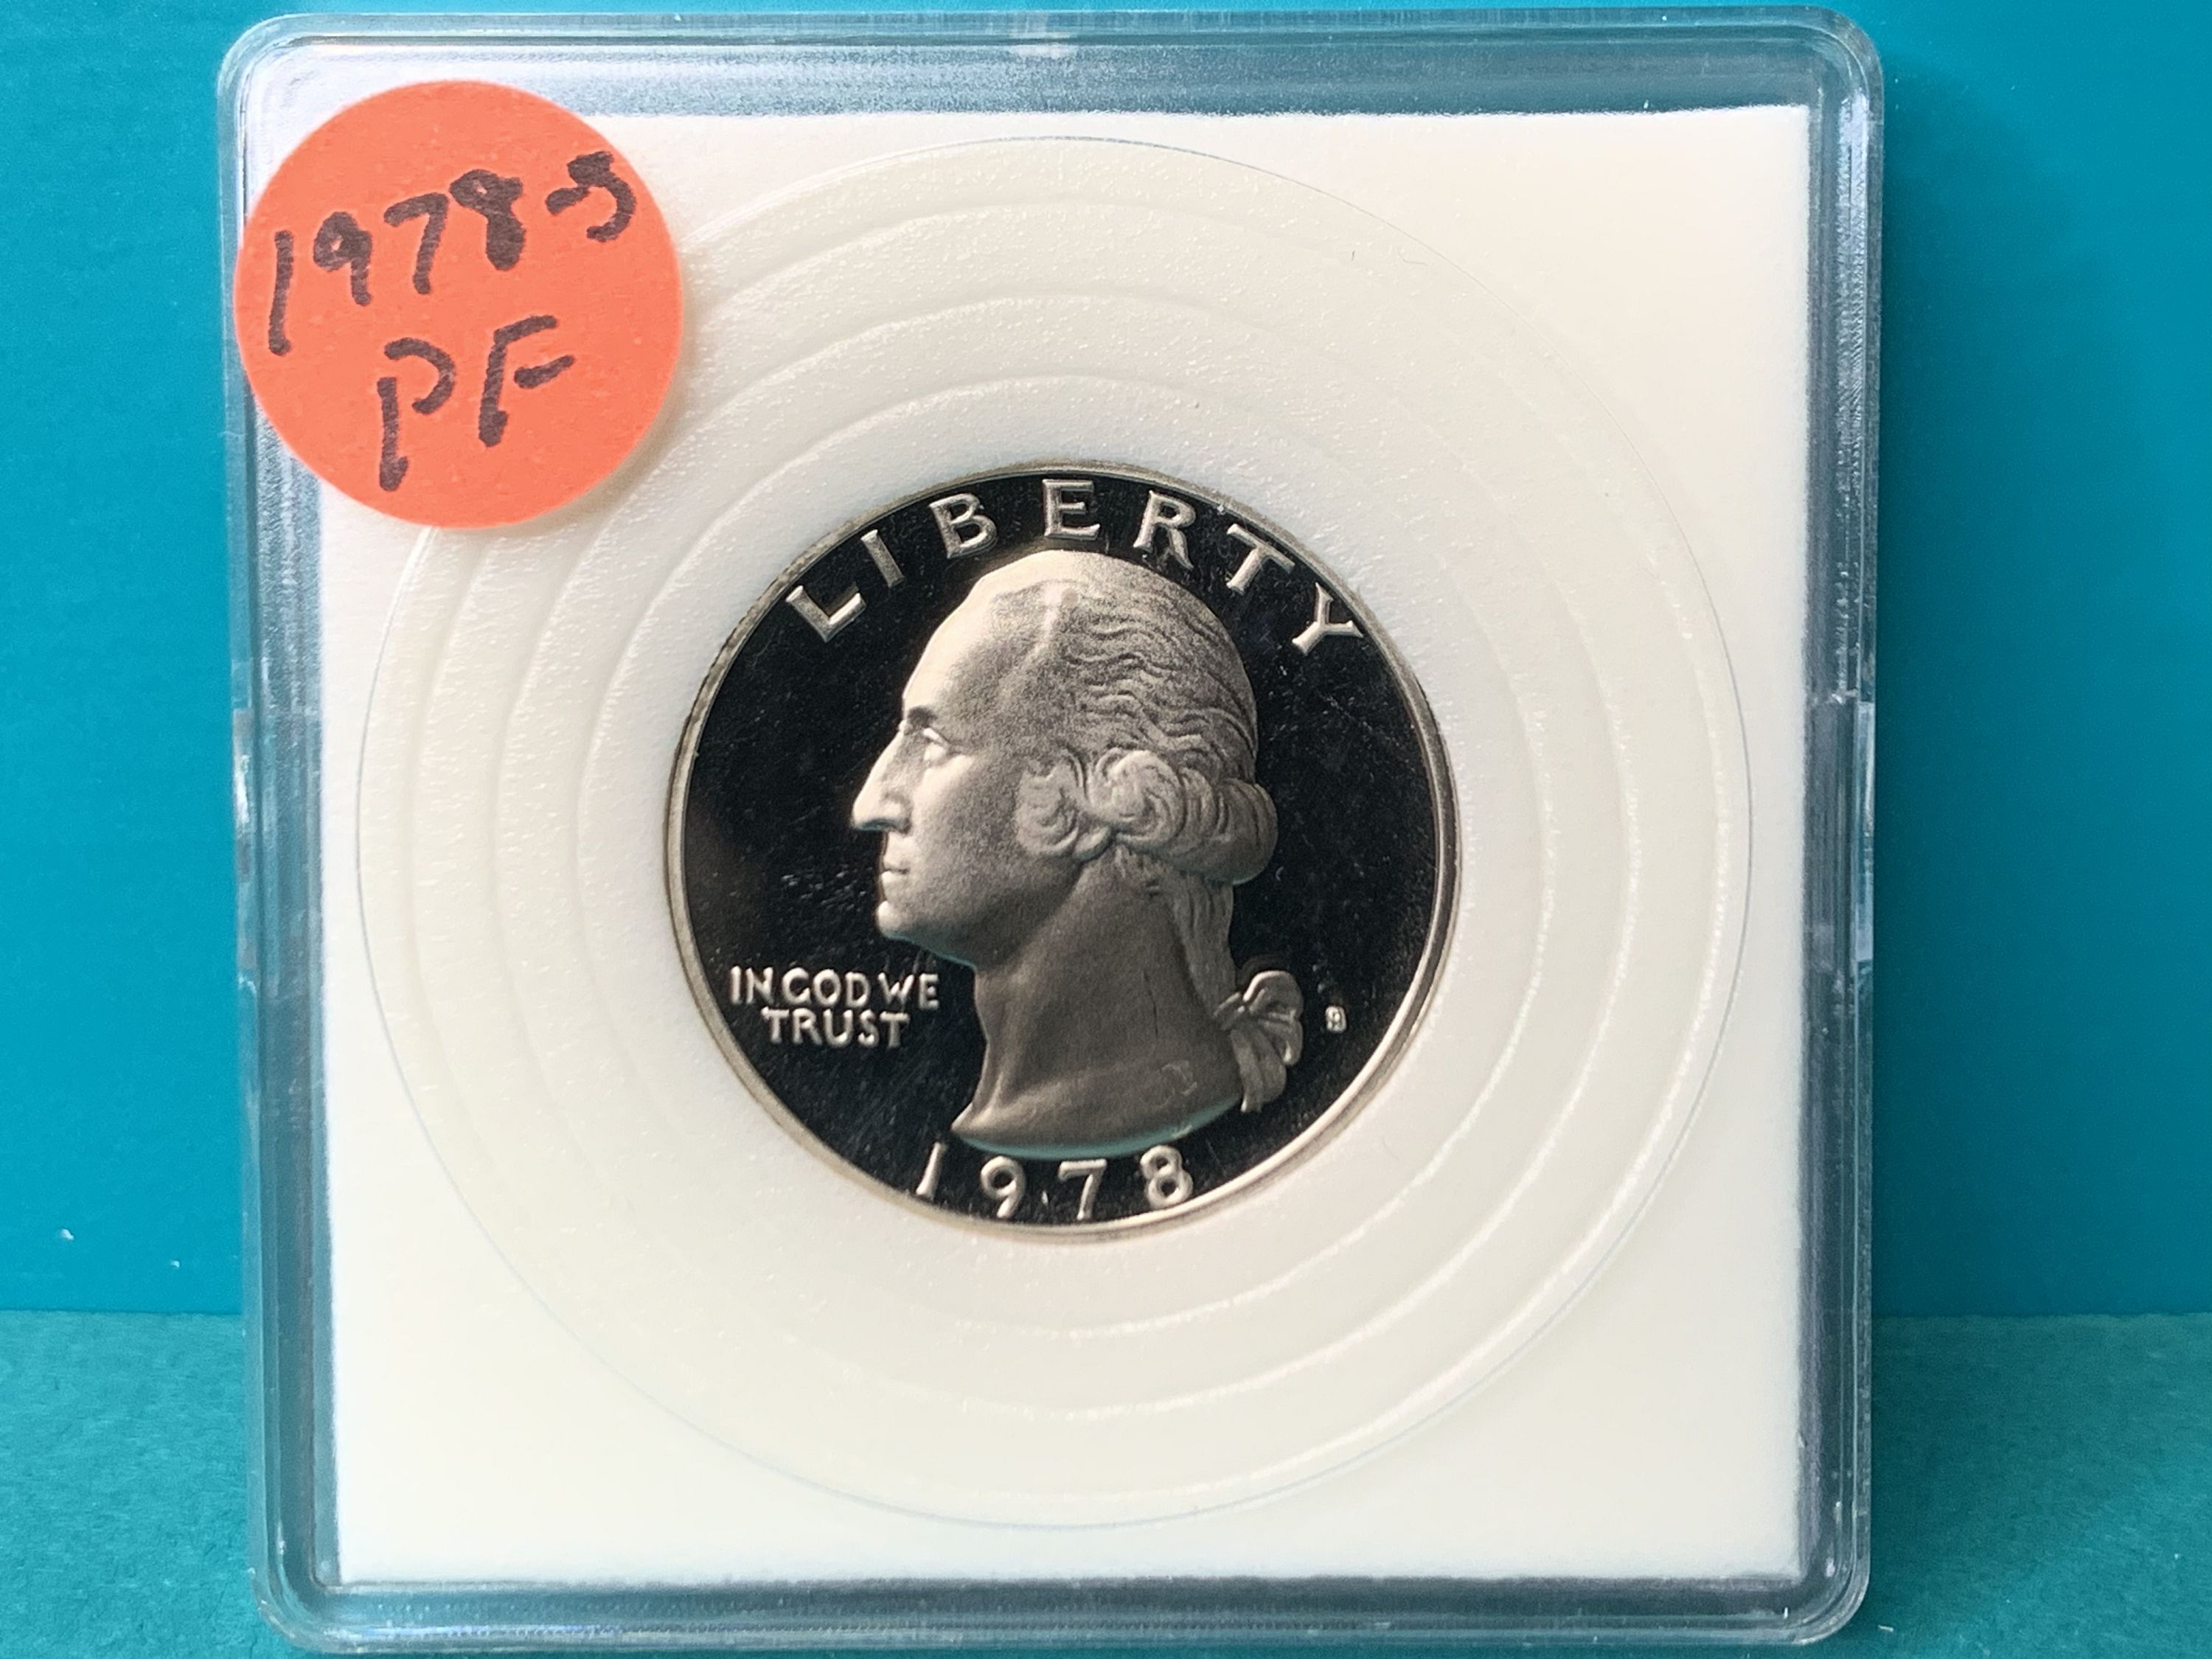 1978-S
PF
LIBERTY
IN GOD WE
TRUST
S
1978